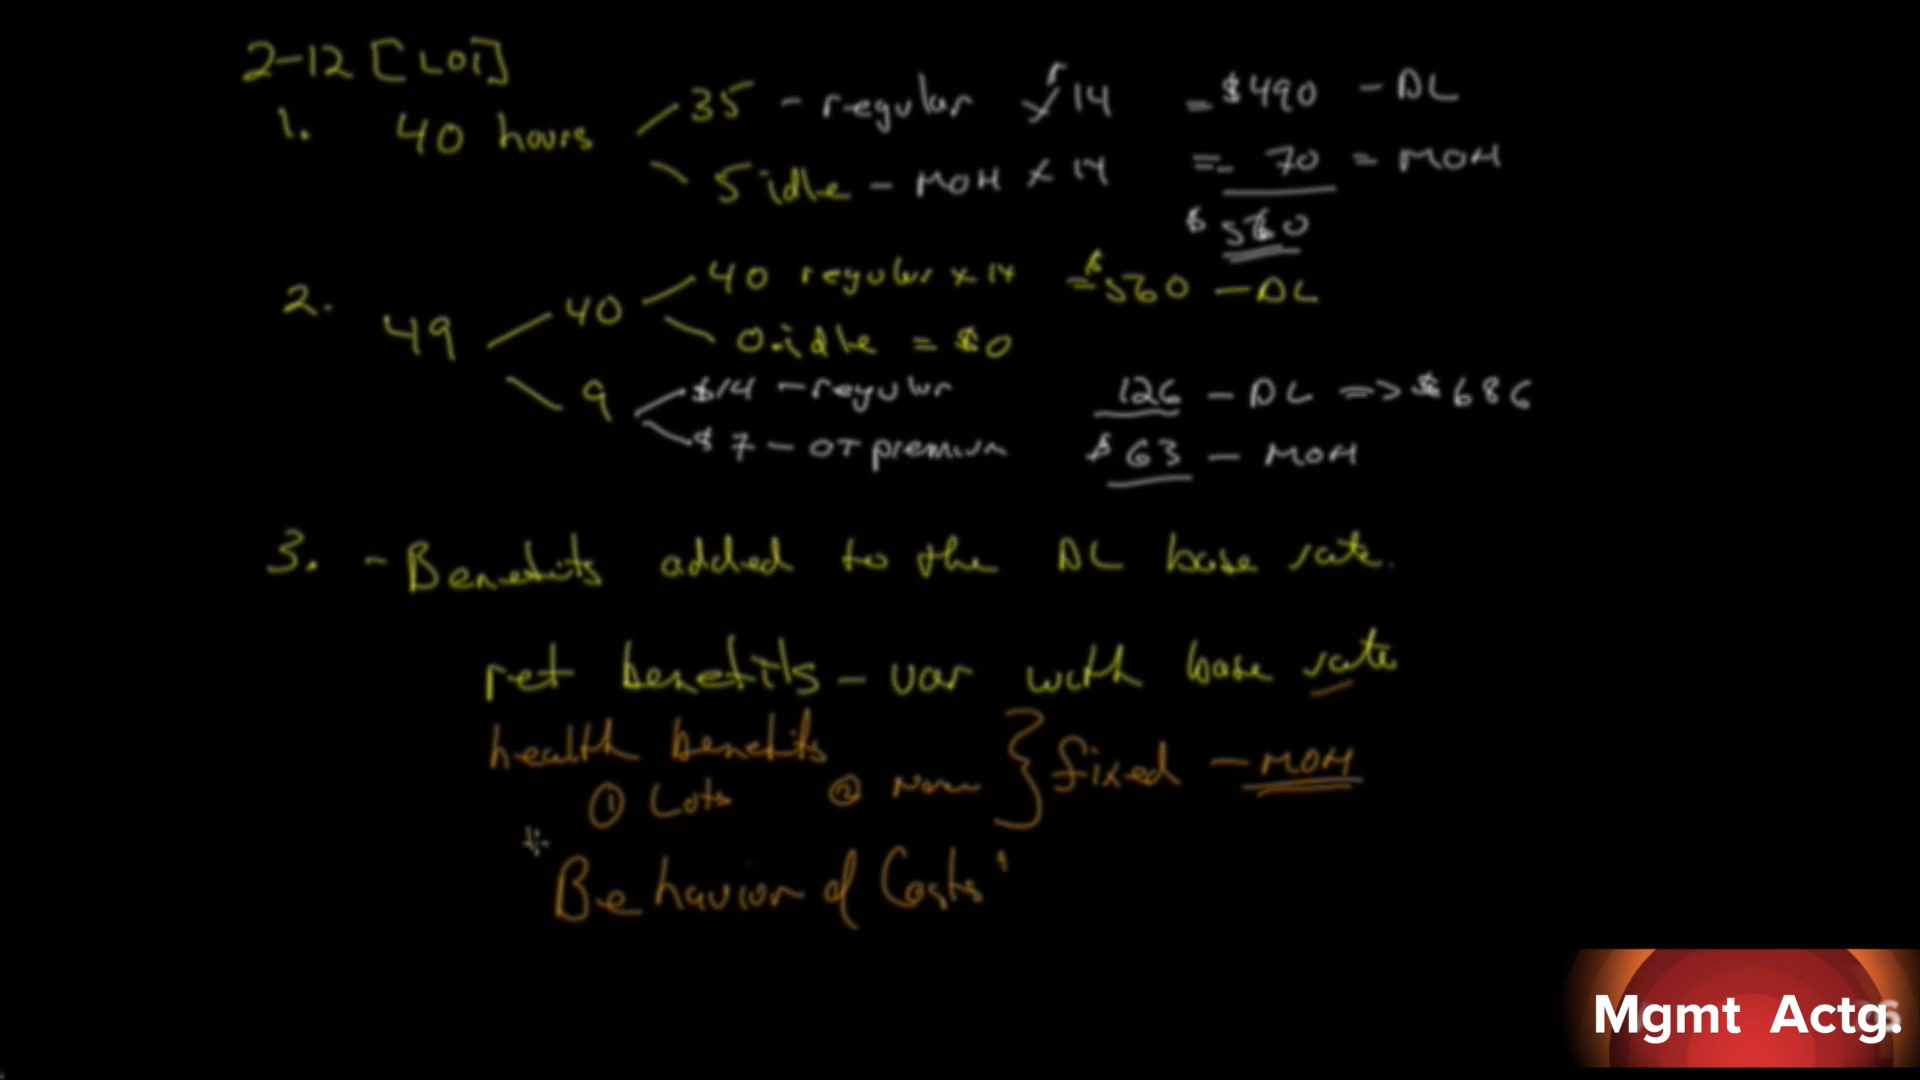 2-12 [LO1]
1. 40 hours 35 - regular x 14 = $490 - DL
5 idle - MOH x 14 = 70 = MOH
$560
2. 49 40 40 regular x 14 = $560 - DL
0 idle = $0
9 $14 - regular 126 - DL => $686
$7 - OT premium $63 - MOH
3. - Benefits added to the DL base rate.
ret benefits - var with base rate
health benefits } fixed - MOH
① Lots ②
Behavior of Costs
Mgmt Actg.